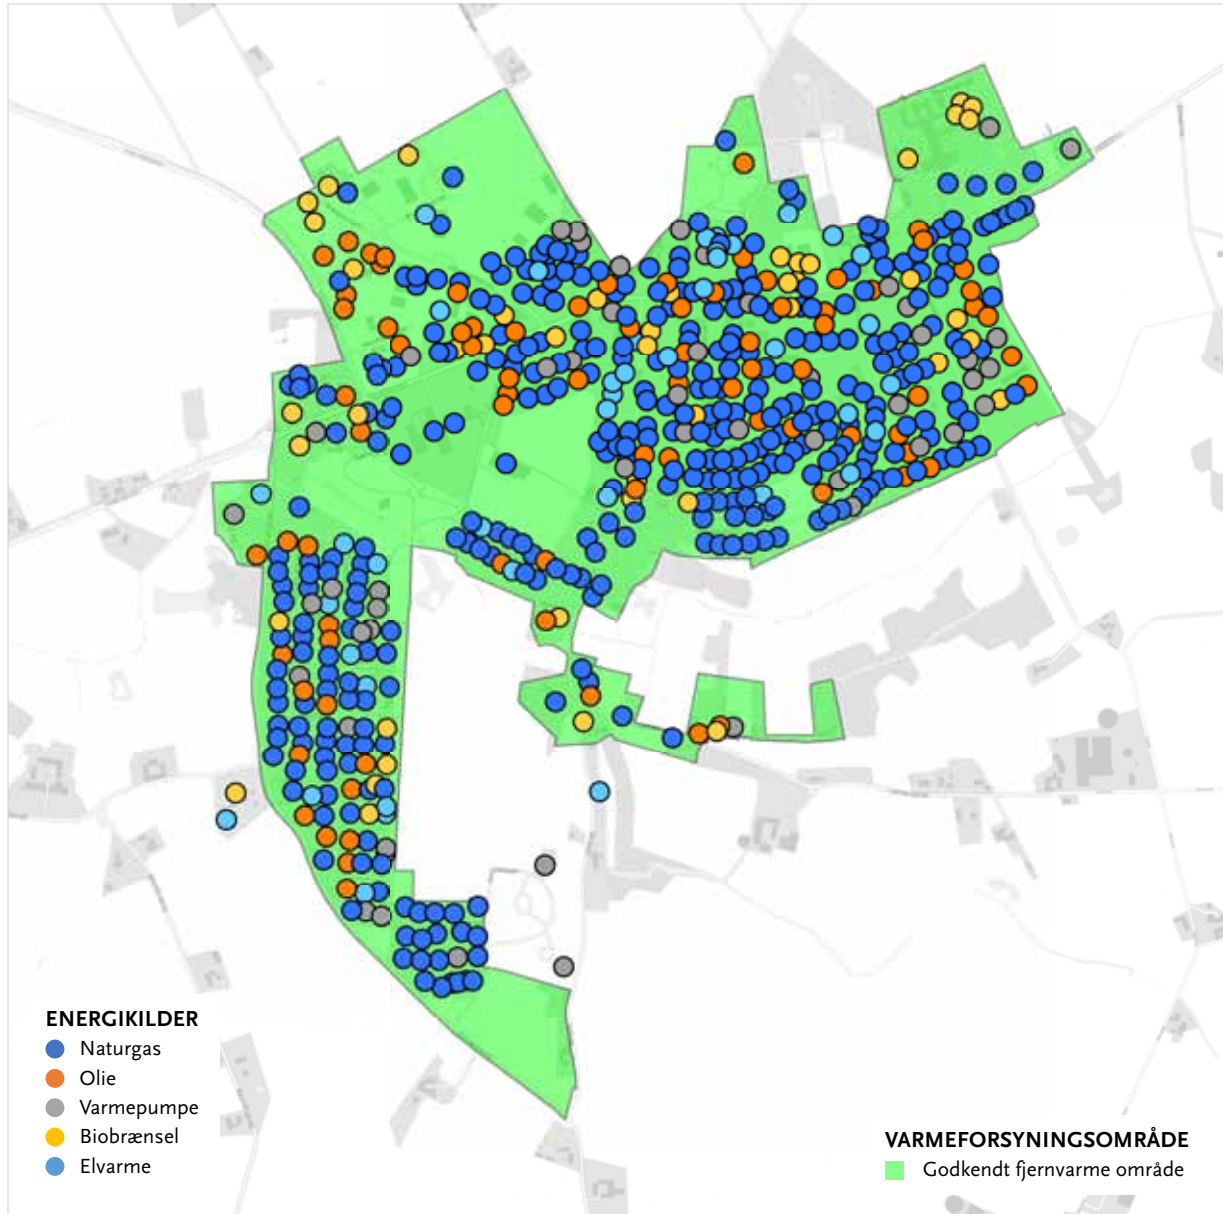 ENERGIKILDER
Naturgas
Olie
Varmepumpe
Biobrænsel
Elvarme
VARMEFORSYNINGSOMRÅDE
Godkendt fjernvarme område